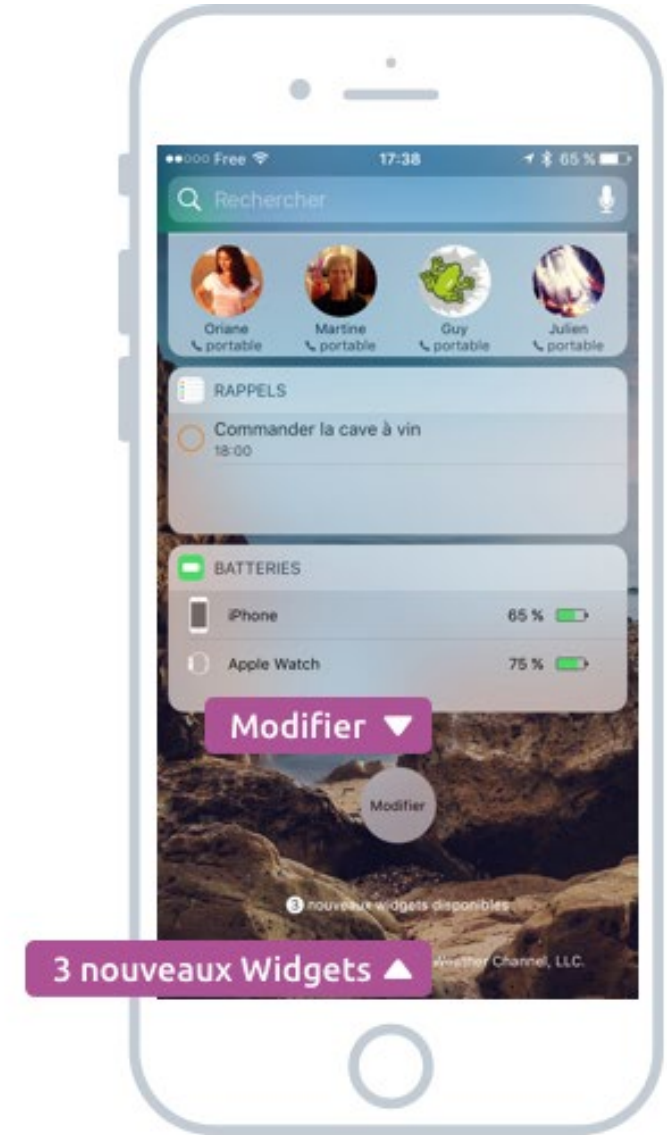 Free 17:38 65 %
Rechercher
Oriane Martine Guy Julien
portable portable portable portable
RAPPELS
Commander la cave à vin
18:00
BATTERIES
iPhone 65 %
Apple Watch 75 %
Modifier
Modifier
3 nouveaux widgets disponibles
3 nouveaux Widgets
Weather Channel, LLC.